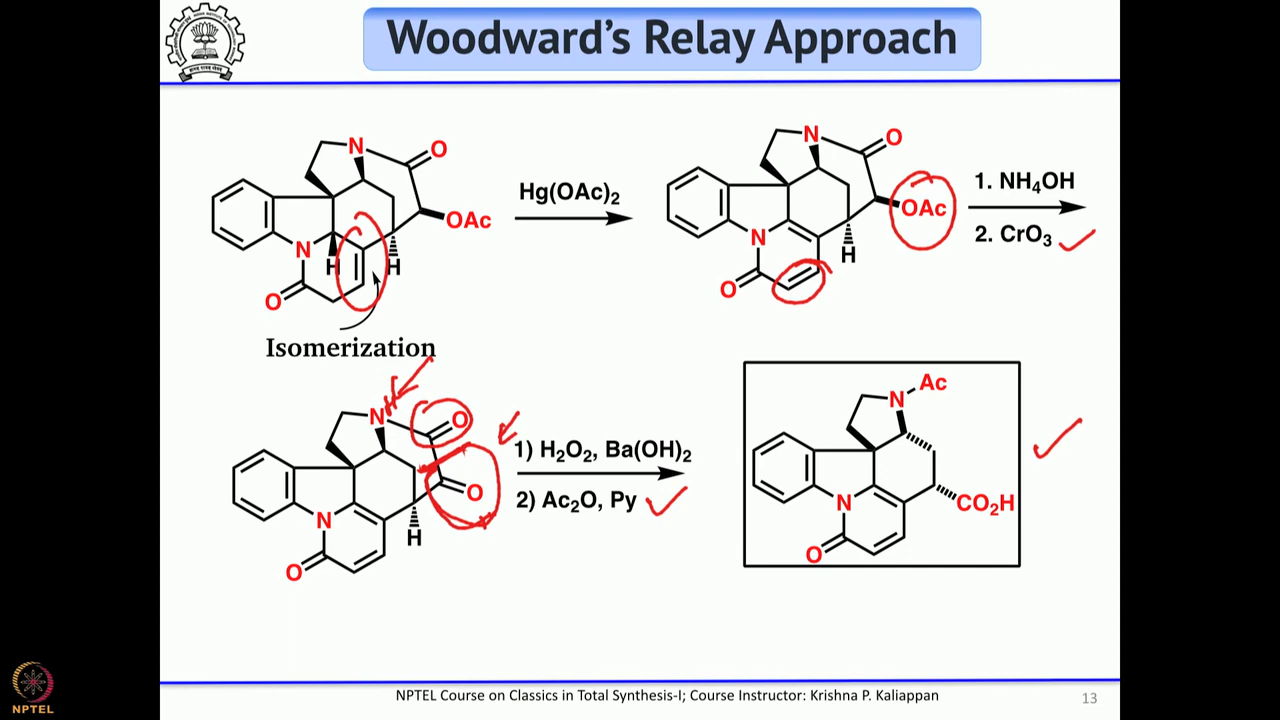 Woodward's Relay Approach
N
O
OAc
N
H
H
O
Isomerization
Hg(OAc)2
N
O
OAc
N
H
O
1. NH4OH
2. CrO3
N
O
O
N
H
O
1) H2O2, Ba(OH)2
2) Ac2O, Py
Ac
N
N
CO2H
O
NPTEL
NPTEL Course on Classics in Total Synthesis-I; Course Instructor: Krishna P. Kaliappan
13